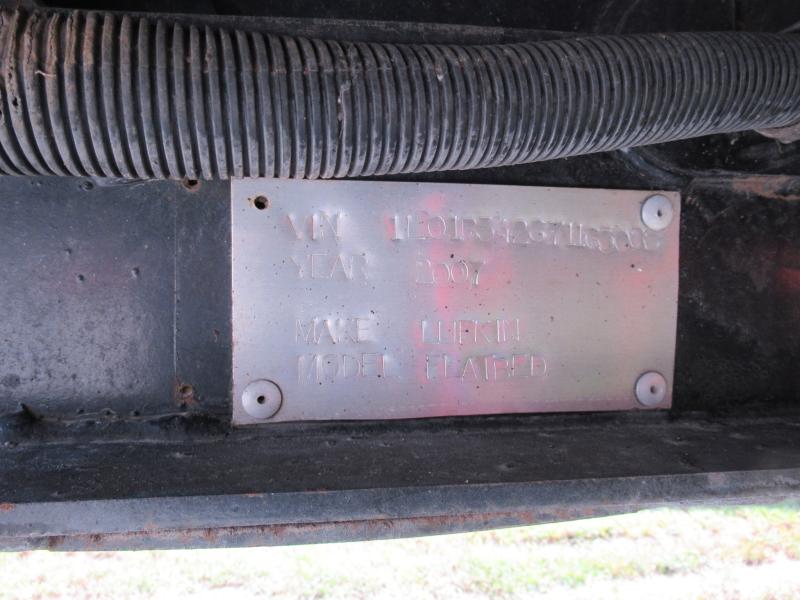 VIN
YEAR 2007
MAKE LUFKIN
MODEL FLATBED